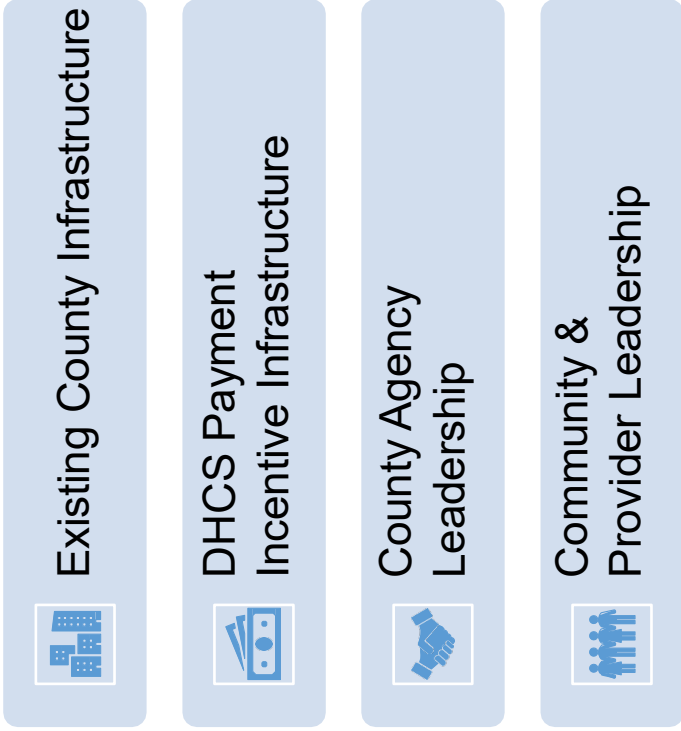 Existing County Infrastructure
DHCS Payment
Incentive Infrastructure
County Agency
Leadership
Community &
Provider Leadership